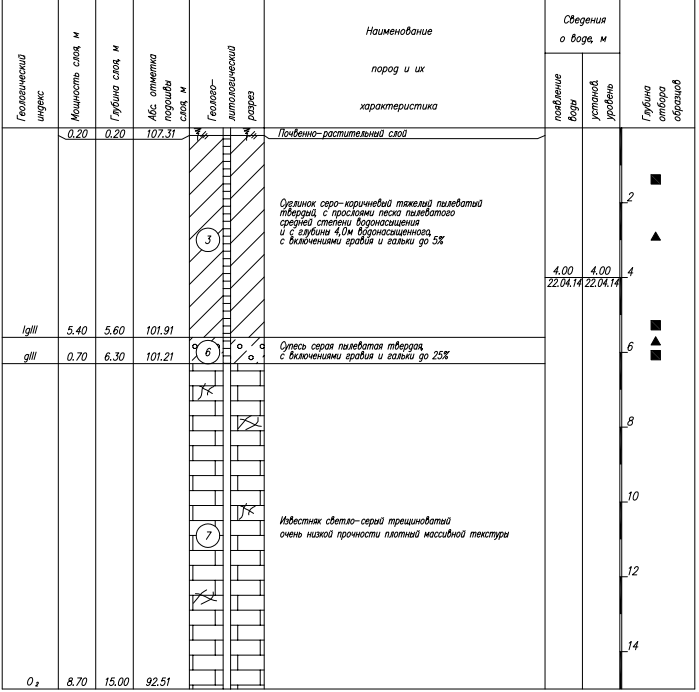 Геологический
индекс
Мощность слоя, м
Глубина слоя, м
Абс. отметка
подошвы
слоя, м
Геолого-
литологический
разрез
Наименование
пород и их
характеристика
Сведения
о воде, м
появление
воды
установ.
уровень
Глубина
отбора
образцов
0.20 0.20 107.31 Почвенно-растительный слой
Суглинок серо-коричневый тяжелый пылеватый
твердый, с прослоями песка пылеватого
средней степени водонасыщения
и с глубины 4,0м водонасыщенного,
с включениями гравия и гальки до 5%
3
2
4.00 4.00
4
22.04.14 22.04.14
lgIII 5.40 5.60 101.91
Супесь серая пылеватая твердая,
с включениями гравия и гальки до 25%
gIII 0.70 6.30 101.21
6
6
8
10
Известняк светло-серый трещиноватый
очень низкой прочности плотный массивной текстуры
7
12
14
O₂ 8.70 15.00 92.51